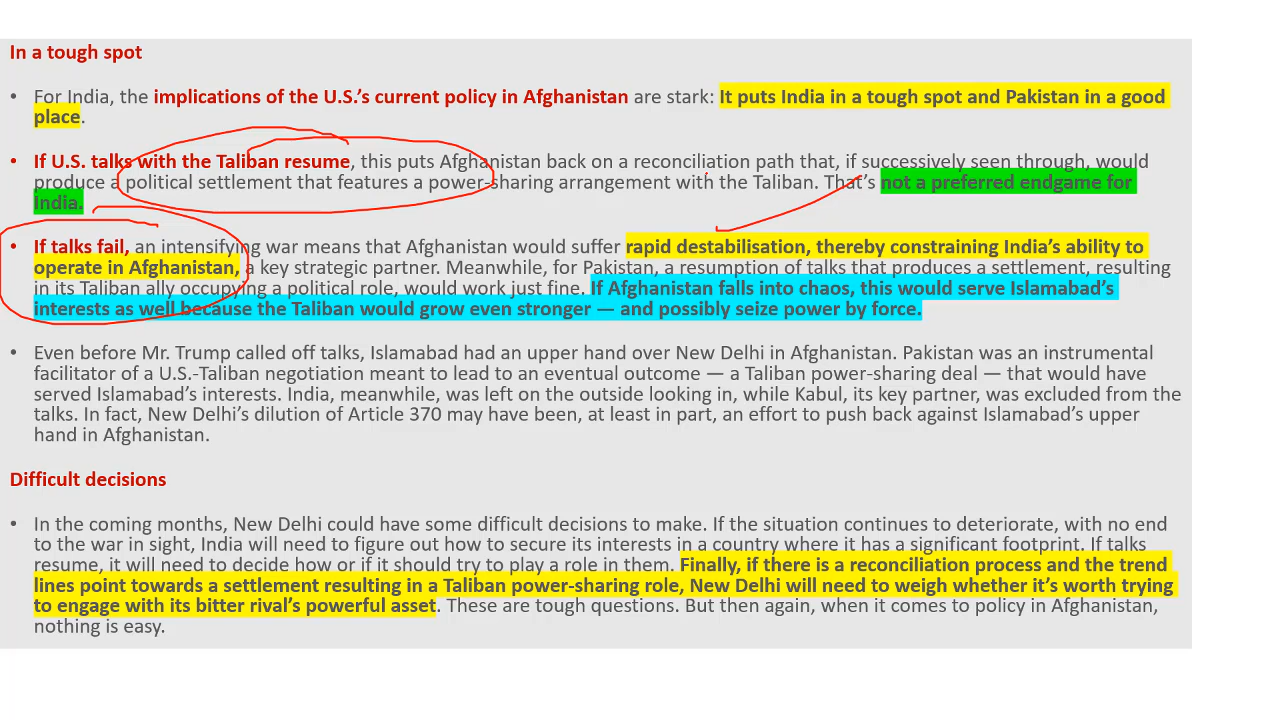 In a tough spot
• For India, the implications of the U.S.'s current policy in Afghanistan are stark: It puts India in a tough spot and Pakistan in a good
place.
• If U.S. talks with the Taliban resume, this puts Afghanistan back on a reconciliation path that, if successively seen through, would
produce a political settlement that features a power-sharing arrangement with the Taliban. That's not a preferred endgame for
India.
• If talks fail, an intensifying war means that Afghanistan would suffer rapid destabilisation, thereby constraining India's ability to
operate in Afghanistan, a key strategic partner. Meanwhile, for Pakistan, a resumption of talks that produces a settlement, resulting
in its Taliban ally occupying a political role, would work just fine. If Afghanistan falls into chaos, this would serve Islamabad's
interests as well because the Taliban would grow even stronger — and possibly seize power by force.
• Even before Mr. Trump called off talks, Islamabad had an upper hand over New Delhi in Afghanistan. Pakistan was an instrumental
facilitator of a U.S.-Taliban negotiation meant to lead to an eventual outcome — a Taliban power-sharing deal — that would have
served Islamabad's interests. India, meanwhile, was left on the outside looking in, while Kabul, its key partner, was excluded from the
talks. In fact, New Delhi's dilution of Article 370 may have been, at least in part, an effort to push back against Islamabad's upper
hand in Afghanistan.
Difficult decisions
• In the coming months, New Delhi could have some difficult decisions to make. If the situation continues to deteriorate, with no end
to the war in sight, India will need to figure out how to secure its interests in a country where it has a significant footprint. If talks
resume, it will need to decide how or if it should try to play a role in them. Finally, if there is a reconciliation process and the trend
lines point towards a settlement resulting in a Taliban power-sharing role, New Delhi will need to weigh whether it's worth trying
to engage with its bitter rival's powerful asset. These are tough questions. But then again, when it comes to policy in Afghanistan,
nothing is easy.